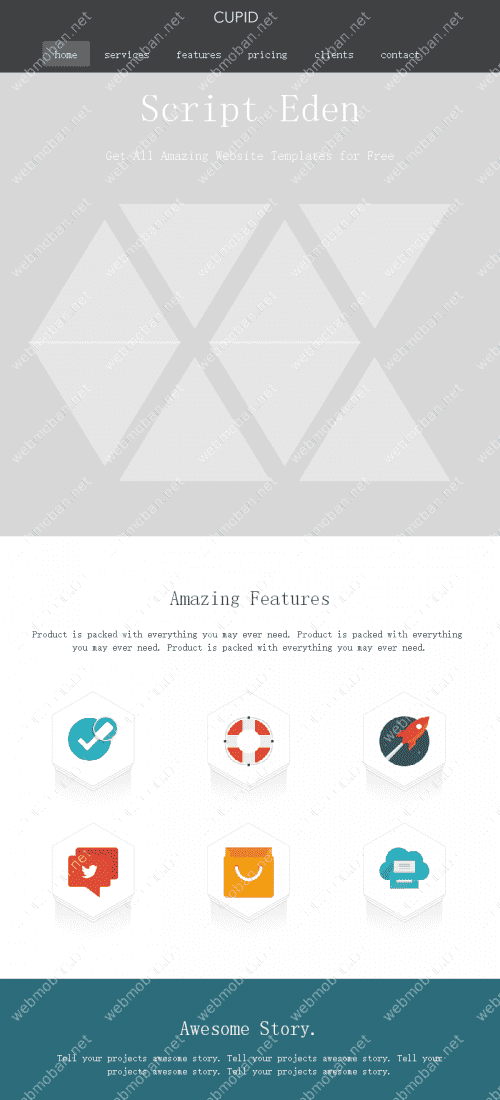 CUPID
home services features pricing clients contact
Script Eden
Get All Amazing Website Templates for Free
Amazing Features
Product is packed with everything you may ever need. Product is packed with everything
you may ever need. Product is packed with everything you may ever need.
Awesome Story.
Tell your projects awesome story. Tell your projects awesome story. Tell your
projects awesome story. Tell your projects awesome story.
webmoban.net